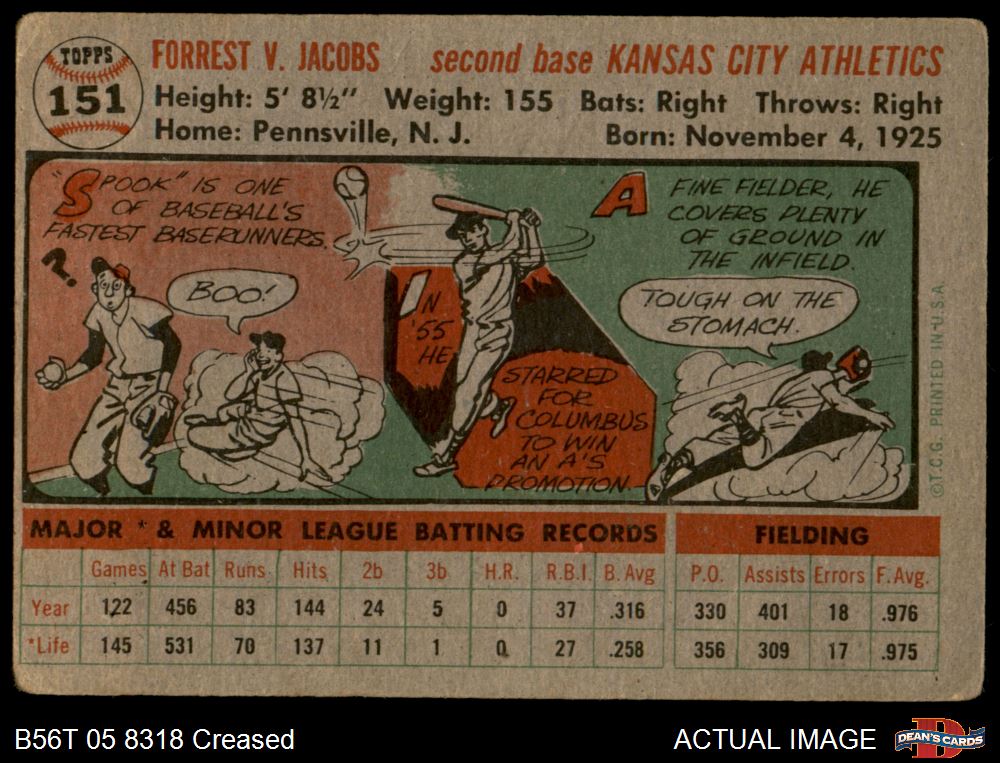 TOPPS
151
FORREST V. JACOBS second base KANSAS CITY ATHLETICS
Height: 5' 8½" Weight: 155 Bats: Right Throws: Right
Home: Pennsville, N. J. Born: November 4, 1925
"SPOOK" IS ONE
OF BASEBALL'S
FASTEST BASERUNNERS.
?
BOO!
IN
'55
HE
STARRED
FOR
COLUMBUS
TO WIN
AN A'S
PROMOTION
A FINE FIELDER, HE
COVERS PLENTY
OF GROUND IN
THE INFIELD.
TOUGH ON THE
STOMACH.
© T.C.G. PRINTED IN U.S.A.
MAJOR * & MINOR LEAGUE BATTING RECORDS FIELDING
Games At Bat Runs Hits 2b 3b H.R. R.B.I. B. Avg P.O. Assists Errors F. Avg.
Year 122 456 83 144 24 5 0 37 .316 330 401 18 .976
*Life 145 531 70 137 11 1 0 27 .258 356 309 17 .975
B56T 05 8318 Creased
ACTUAL IMAGE
D
DEAN'S CARDS